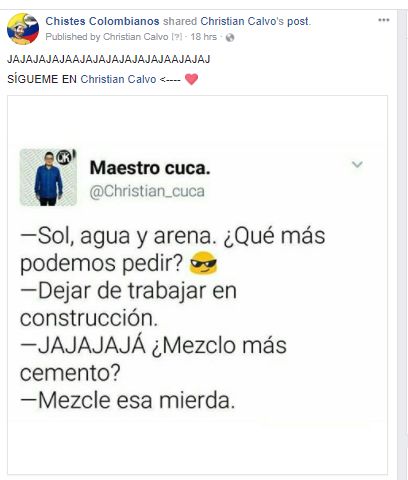 Chistes Colombianos shared Christian Calvo's post.
Published by Christian Calvo [?] · 18 hrs ·
JAJAJAJAJAAJAJAJAJAJAJAJAAJAJAJ
SÍGUEME EN Christian Calvo <----
OK
Maestro cuca.
@Christian_cuca
—Sol, agua y arena. ¿Qué más
podemos pedir?
—Dejar de trabajar en
construcción.
—JAJAJAJÁ ¿Mezclo más
cemento?
—Mezcle esa mierda.